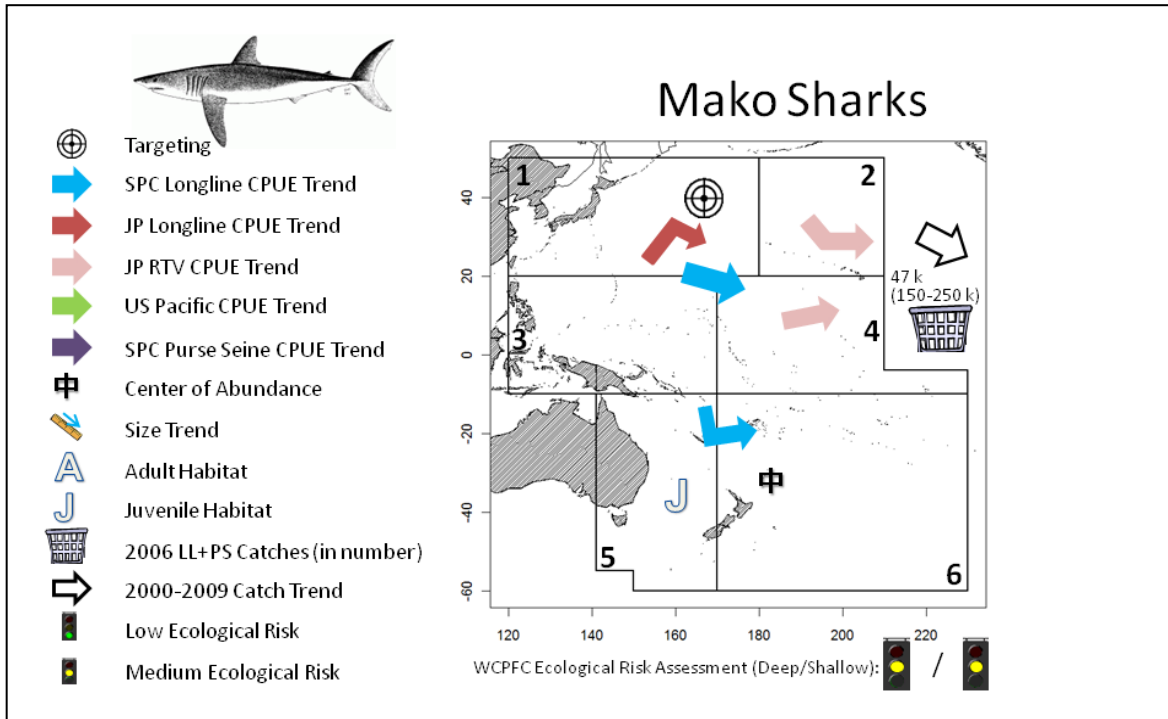 Mako Sharks
Targeting
SPC Longline CPUE Trend
JP Longline CPUE Trend
JP RTV CPUE Trend
US Pacific CPUE Trend
SPC Purse Seine CPUE Trend
中
Center of Abundance
Size Trend
A
Adult Habitat
J
Juvenile Habitat
2006 LL+PS Catches (in number)
2000-2009 Catch Trend
Low Ecological Risk
Medium Ecological Risk
1
2
40
20
47 k
(150-250 k)
3
4
0
-20
中
J
-40
5
6
-60
120
140
160
180
200
220
WCPFC Ecological Risk Assessment (Deep/Shallow):
/